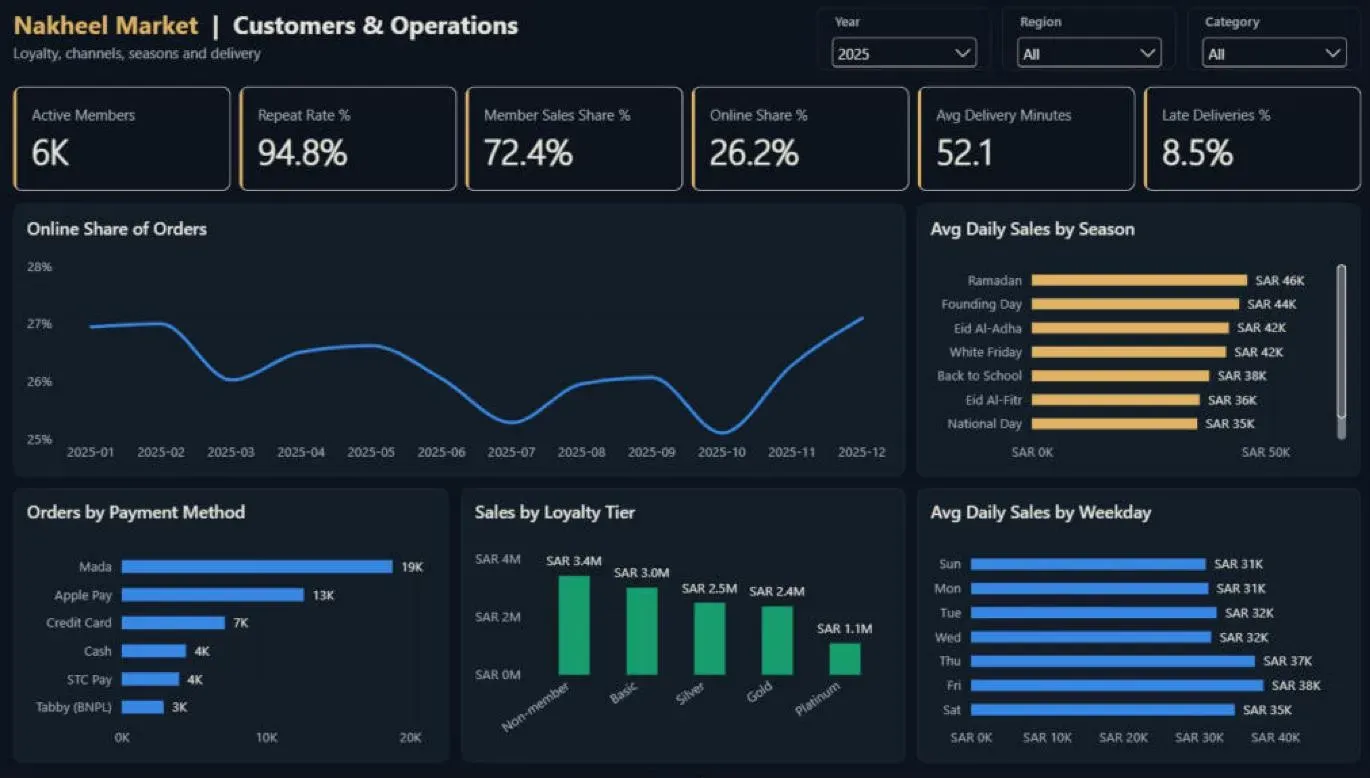 Nakheel Market | Customers & Operations
Loyalty, channels, seasons and delivery
Year
2025
Region
All
Category
All
Active Members
6K
Repeat Rate %
94.8%
Member Sales Share %
72.4%
Online Share %
26.2%
Avg Delivery Minutes
52.1
Late Deliveries %
8.5%
Online Share of Orders
28%
27%
26%
25%
2025-01 2025-02 2025-03 2025-04 2025-05 2025-06 2025-07 2025-08 2025-09 2025-10 2025-11 2025-12
Avg Daily Sales by Season
Ramadan SAR 46K
Founding Day SAR 44K
Eid Al-Adha SAR 42K
White Friday SAR 42K
Back to School SAR 38K
Eid Al-Fitr SAR 36K
National Day SAR 35K
SAR 0K SAR 50K
Orders by Payment Method
Mada 19K
Apple Pay 13K
Credit Card 7K
Cash 4K
STC Pay 4K
Tabby (BNPL) 3K
0K 10K 20K
Sales by Loyalty Tier
SAR 4M
SAR 2M
SAR 0M
SAR 3.4M
SAR 3.0M
SAR 2.5M
SAR 2.4M
SAR 1.1M
Non-member
Basic
Silver
Gold
Platinum
Avg Daily Sales by Weekday
Sun SAR 31K
Mon SAR 31K
Tue SAR 32K
Wed SAR 32K
Thu SAR 37K
Fri SAR 38K
Sat SAR 35K
SAR 0K SAR 10K SAR 20K SAR 30K SAR 40K